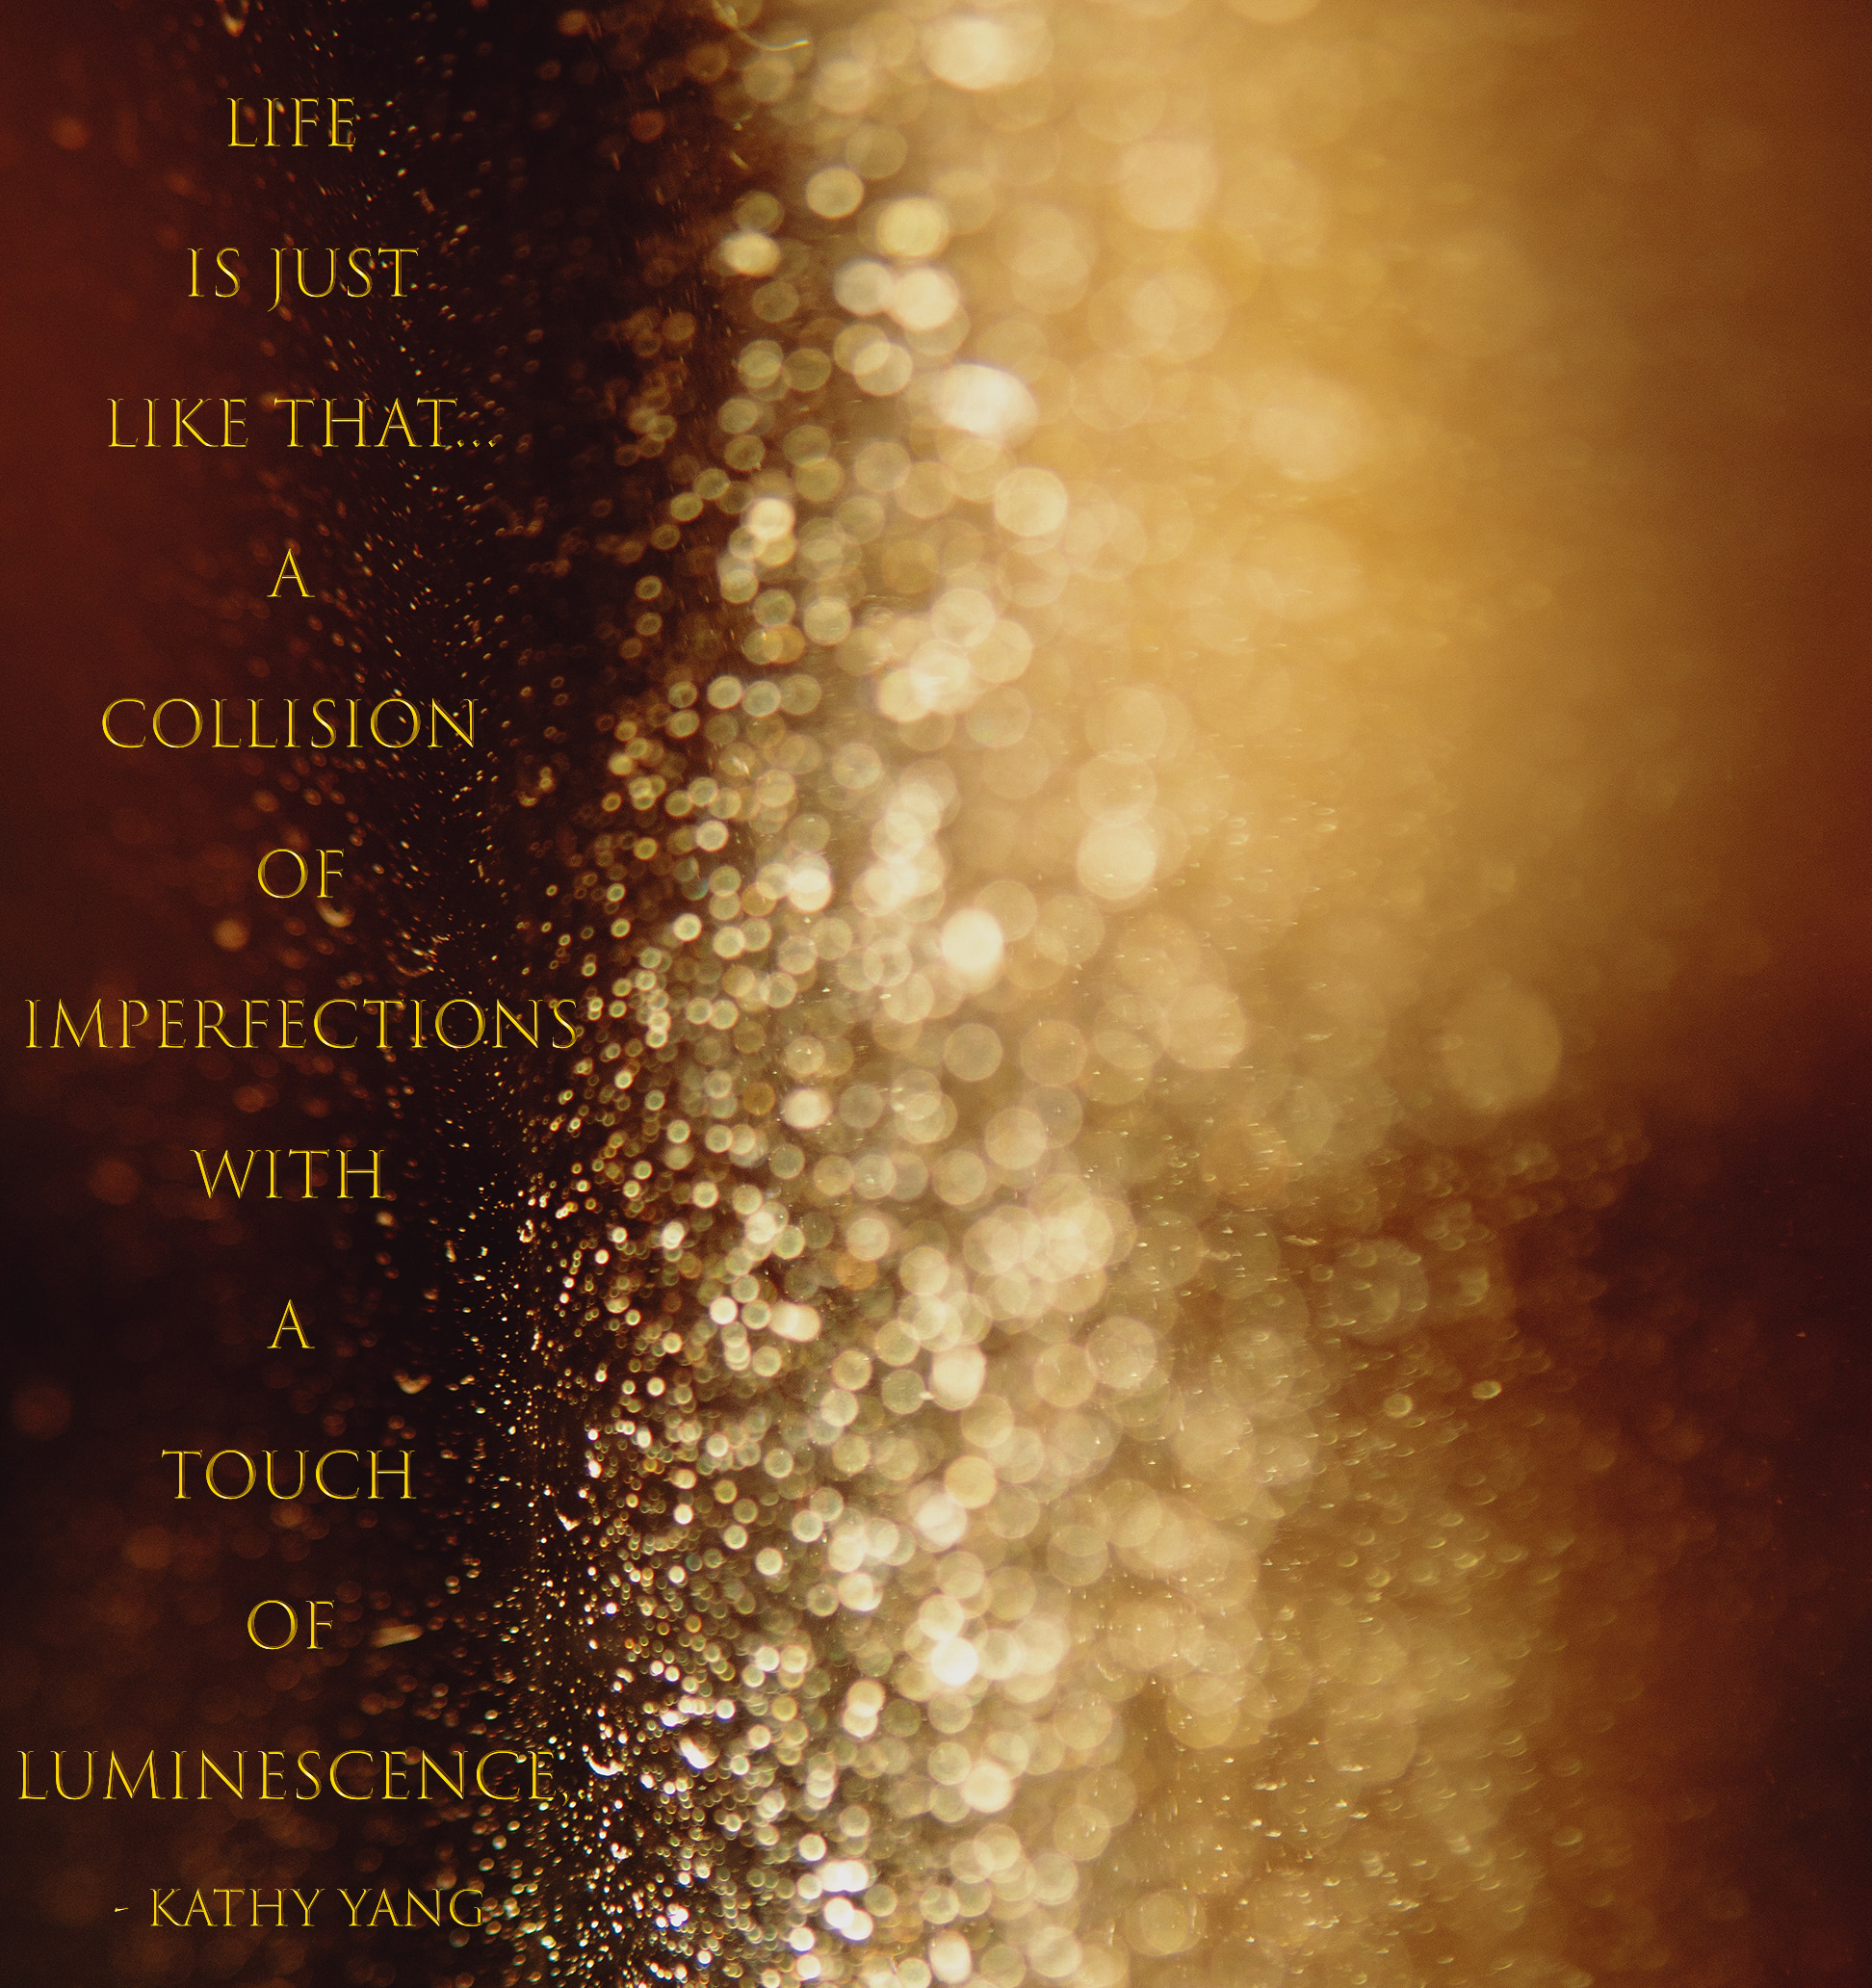 LIFE
IS JUST
LIKE THAT...
A
COLLISION
OF
IMPERFECTIONS
WITH
A
TOUCH
OF
LUMINESCENCE,
- KATHY YANG